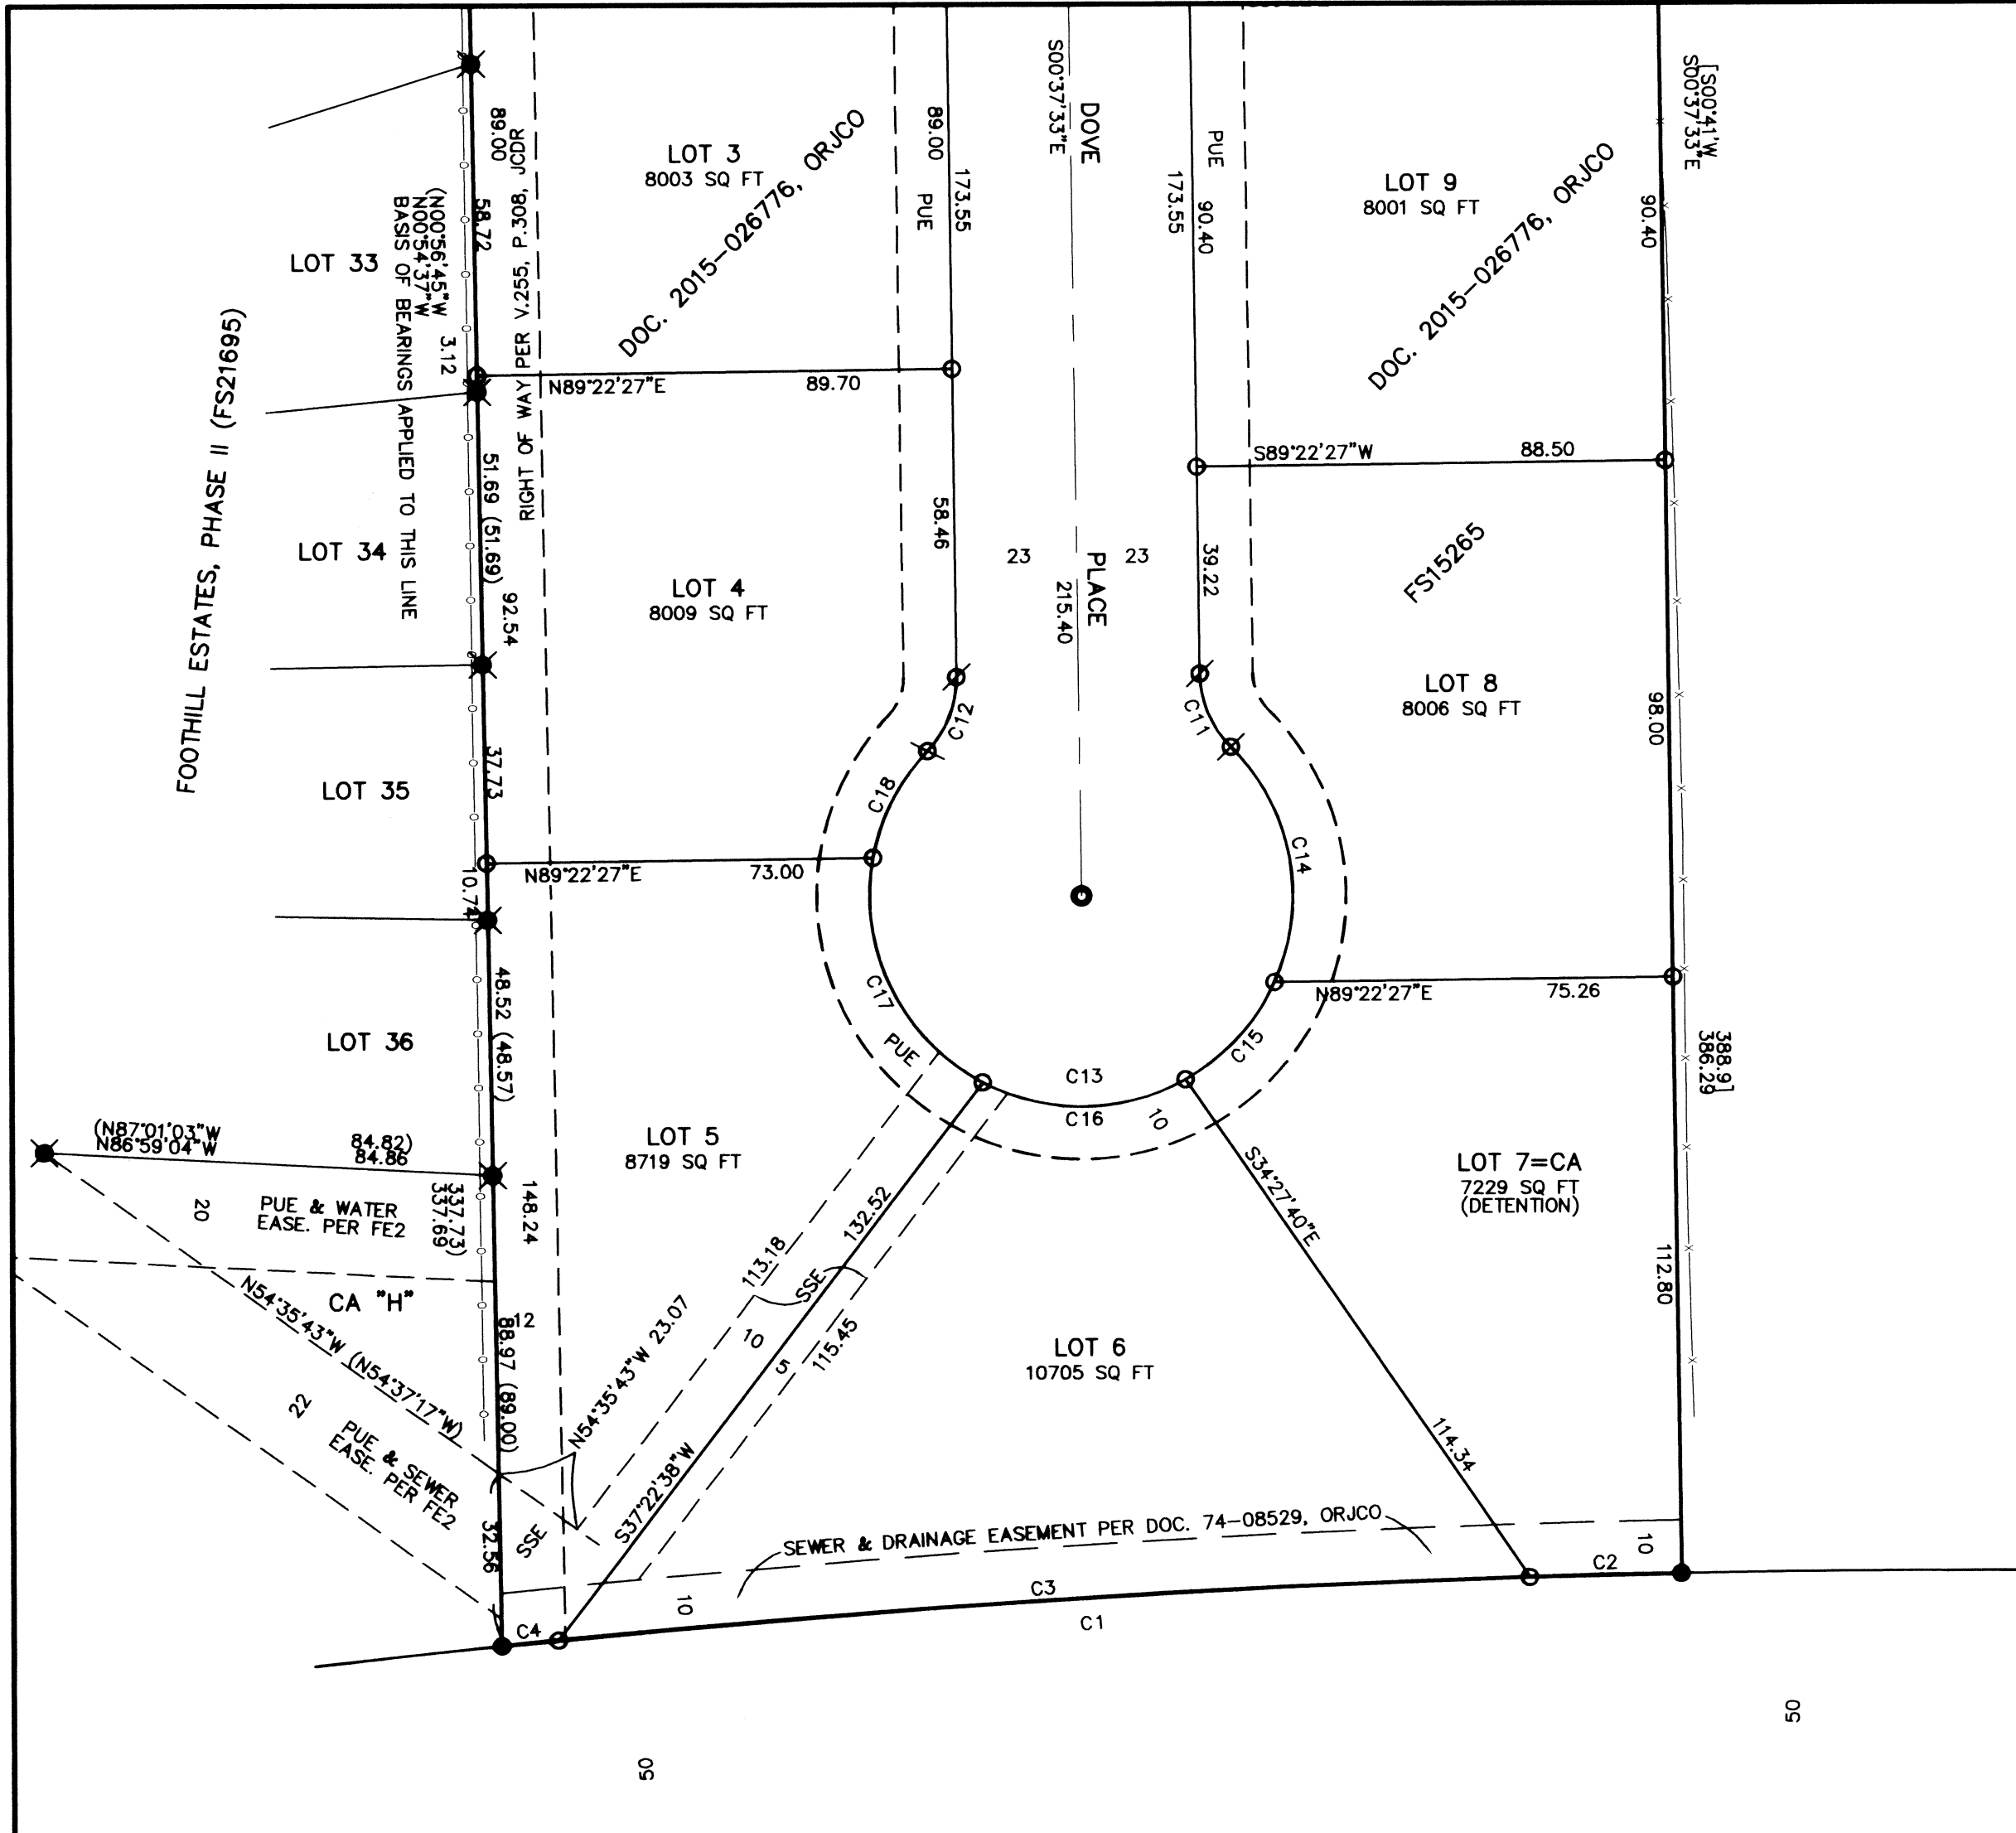 [S00°41'W
S00°37'33"E
90.40
98.00
388.9]
386.29
112.80
LOT 9
8001 SQ FT
DOC. 2015-026776, ORJCO
PUE
90.40
173.55
S89°22'27"W 88.50
39.22
FS15265
LOT 8
8006 SQ FT
C11
C14
N89°22'27"E 75.26
C15
LOT 7=CA
7229 SQ FT
(DETENTION)
S34°27'40"E
114.34
C2
10
S00°37'33"E
DOVE
PLACE
215.40
23
23
C13
C16
10
LOT 3
8003 SQ FT
DOC. 2015-026776, ORJCO
89.00
173.55
PUE
89.00
58.72
RIGHT OF WAY PER V.255, P.308, JCDR
(N00°56'45"W
N00°54'37"W
BASIS OF BEARINGS APPLIED TO THIS LINE
3.12
N89°22'27"E 89.70
LOT 33
FOOTHILL ESTATES, PHASE II (FS21695)
LOT 34
51.69 (51.69)
92.54
LOT 4
8009 SQ FT
58.46
C12
C18
LOT 35
37.73
10.74
N89°22'27"E 73.00
C17
PUE
LOT 36
48.52 (48.57)
LOT 5
8719 SQ FT
(N87°01'03"W 84.82)
N86°59'04"W 84.86
20
PUE & WATER
EASE. PER FE2
337.73)
337.69
148.24
CA "H"
12
88.97 (89.00)
N54°35'43"W (N54°37'17"W)
22
PUE & SEWER
EASE. PER FE2
32.56
SSE
N54°35'43"W 23.07
113.18
132.52
SSE
10
5
115.45
S37°22'38"W
LOT 6
10705 SQ FT
SEWER & DRAINAGE EASEMENT PER DOC. 74-08529, ORJCO
10
C3
C1
C4
50
50